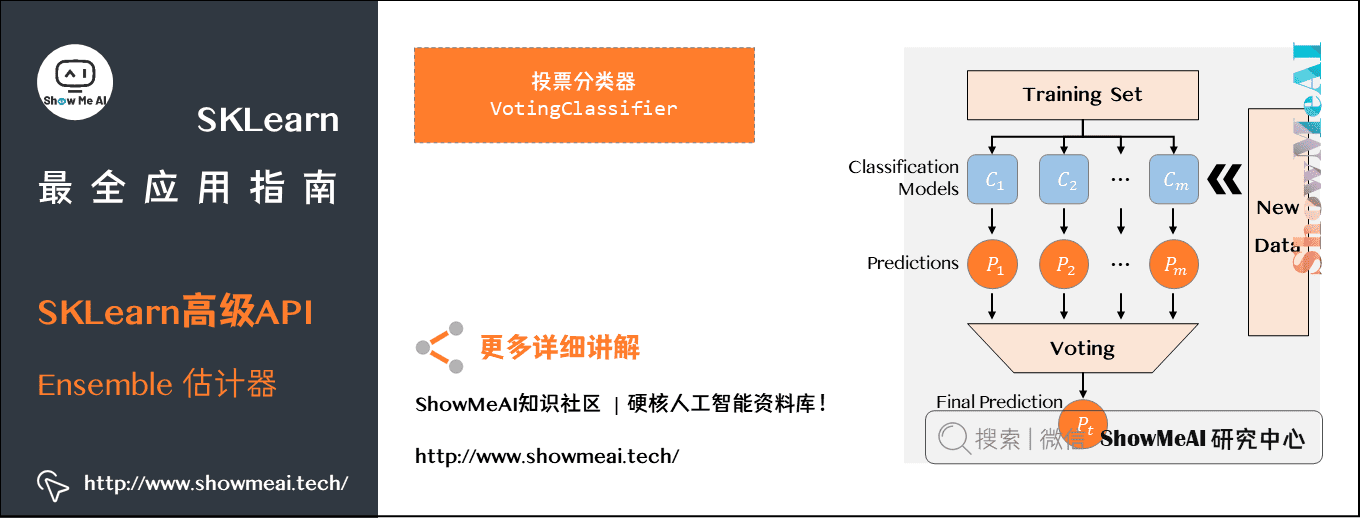 Show Me AI
SKLearn
最全应用指南
SKLearn高级API
Ensemble 估计器
http://www.showmeai.tech/
投票分类器
VotingClassifier
更多详细讲解
ShowMeAI知识社区 | 硬核人工智能资料库!
http://www.showmeai.tech/
Training Set
Classification
Models
C1 C2 ... Cm
New
Data
Predictions
P1 P2 ... Pm
Voting
Final Prediction
Pt
搜索 | 微信 ShowMeAI 研究中心
ShowMeAI